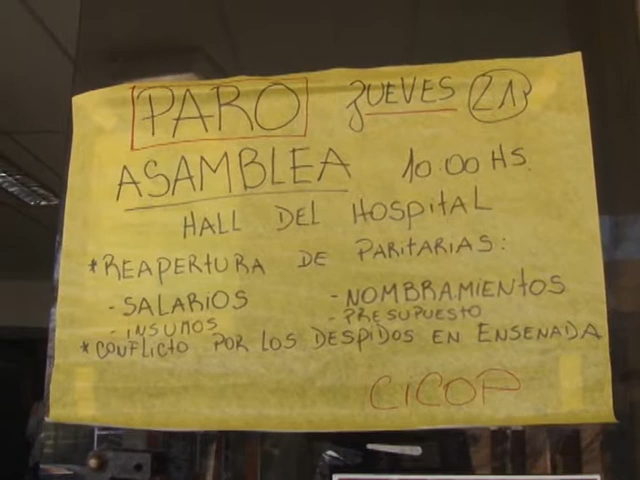 PARO JUEVES 21
ASAMBLEA 10:00 HS.
HALL DEL HOSPITAL
*REAPERTURA DE PARITARIAS:
-SALARIOS -NOMBRAMIENTOS
-INSUMOS -PRESUPUESTO
*CONFLICTO POR LOS DESPIDOS EN ENSENADA
CICOP